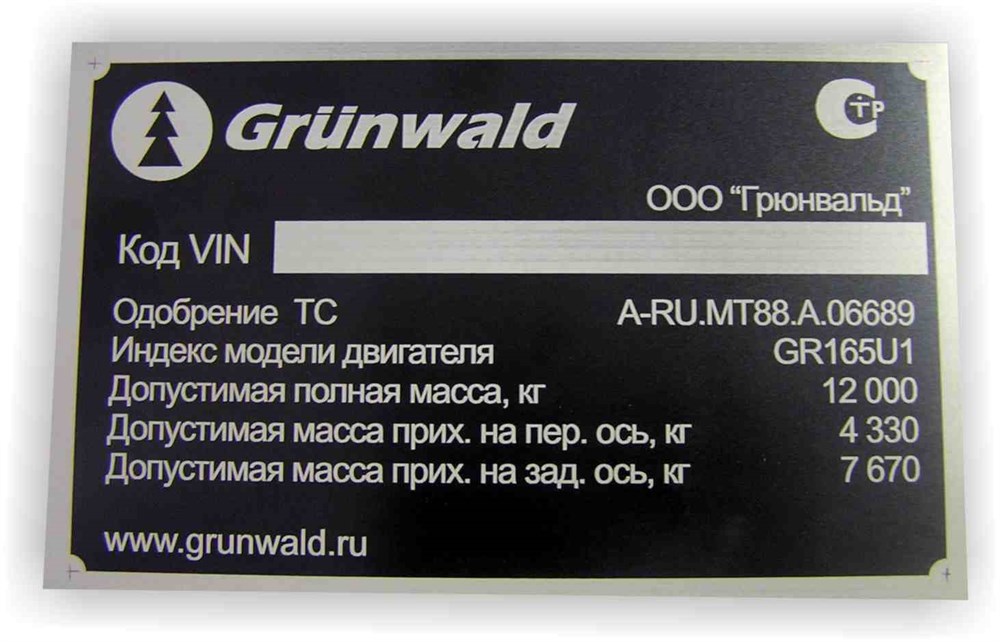 Grünwald
СТР
ООО “Грюнвальд”
Код VIN
Одобрение ТС A-RU.MT88.A.06689
Индекс модели двигателя GR165U1
Допустимая полная масса, кг 12 000
Допустимая масса прих. на пер. ось, кг 4 330
Допустимая масса прих. на зад. ось, кг 7 670
www.grunwald.ru